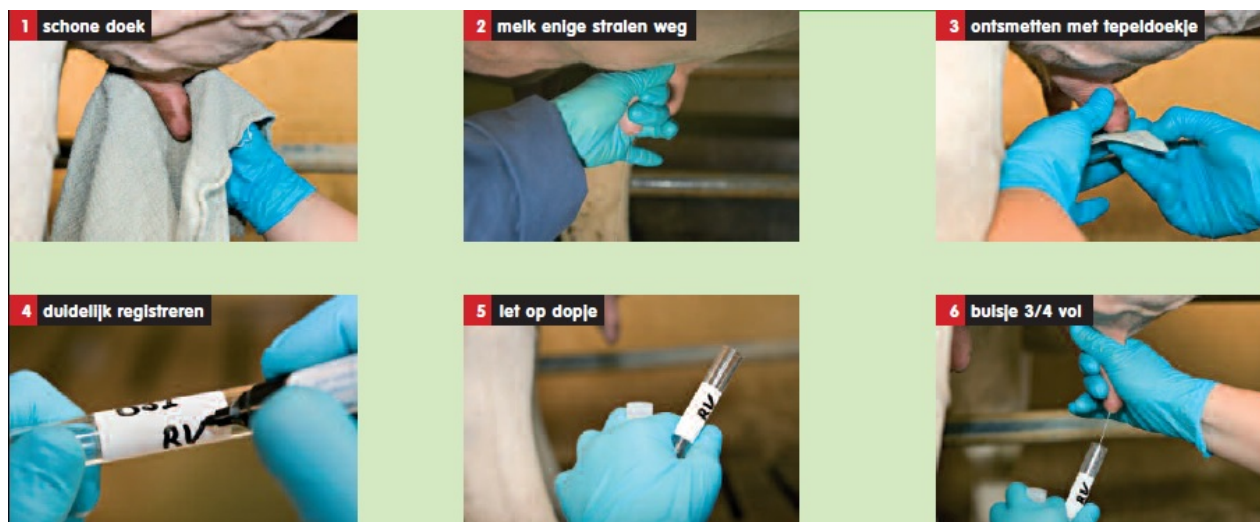 1 schone doek
2 melk enige stralen weg
3 ontsmetten met tepeldoekje
4 duidelijk registreren
RV
5 let op dopje
RV
6 buisje 3/4 vol
RV